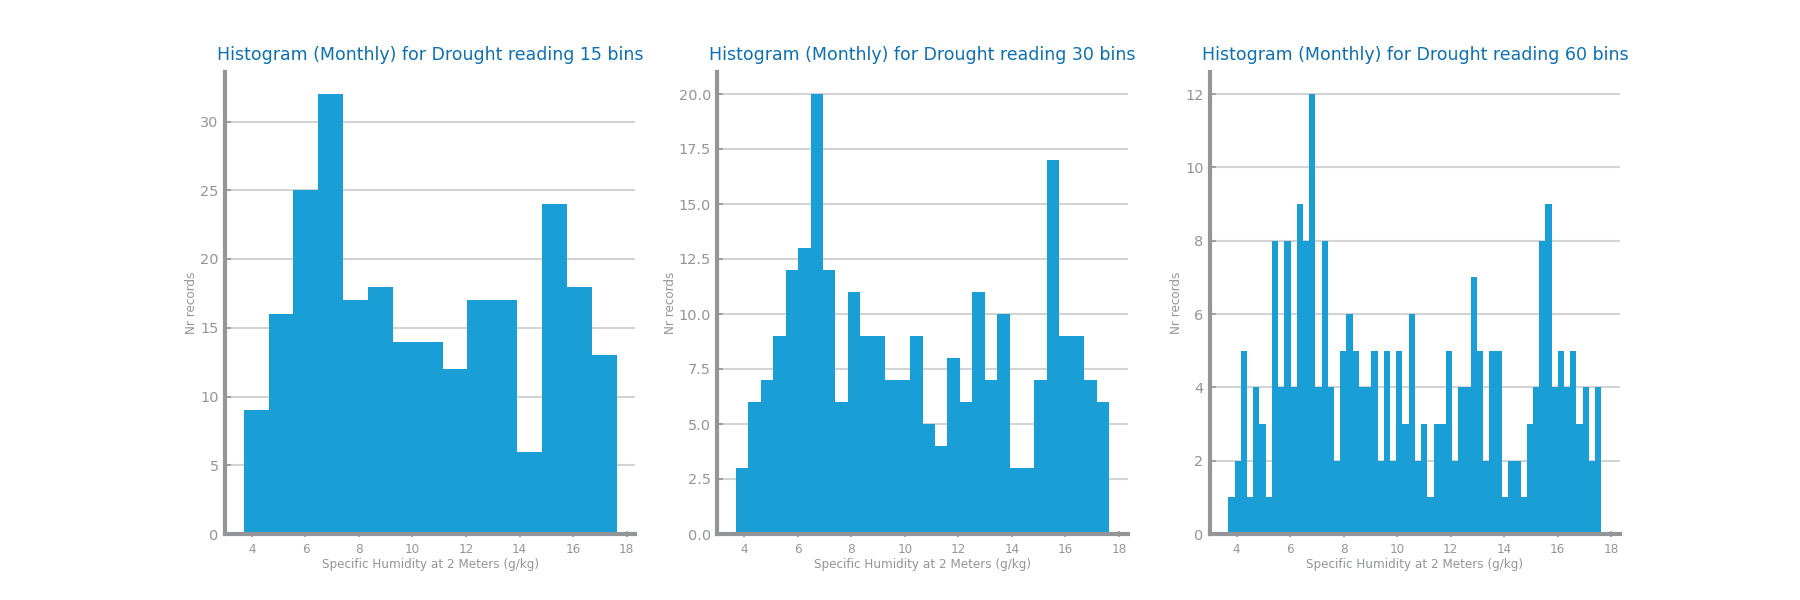 Histogram (Monthly) for Drought reading 15 bins
30
25
20
15
10
5
0
Nr records
4 6 8 10 12 14 16 18
Specific Humidity at 2 Meters (g/kg)
Histogram (Monthly) for Drought reading 30 bins
20.0
17.5
15.0
12.5
10.0
7.5
5.0
2.5
0.0
Nr records
4 6 8 10 12 14 16 18
Specific Humidity at 2 Meters (g/kg)
Histogram (Monthly) for Drought reading 60 bins
12
10
8
6
4
2
0
Nr records
4 6 8 10 12 14 16 18
Specific Humidity at 2 Meters (g/kg)